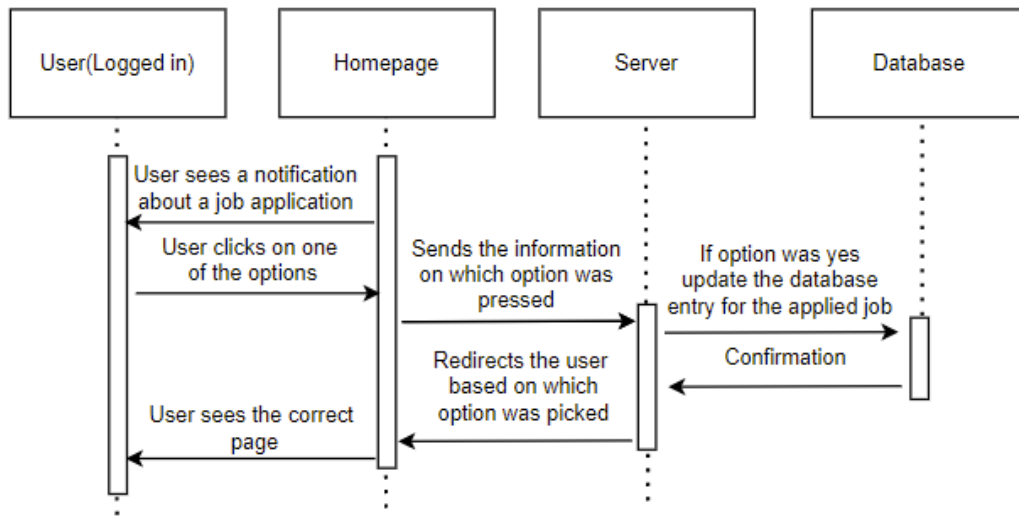 User(Logged in)
Homepage
Server
Database
User sees a notification
about a job application
User clicks on one
of the options
Sends the information
on which option was
pressed
If option was yes
update the database
entry for the applied job
Confirmation
Redirects the user
based on which
option was picked
User sees the correct
page